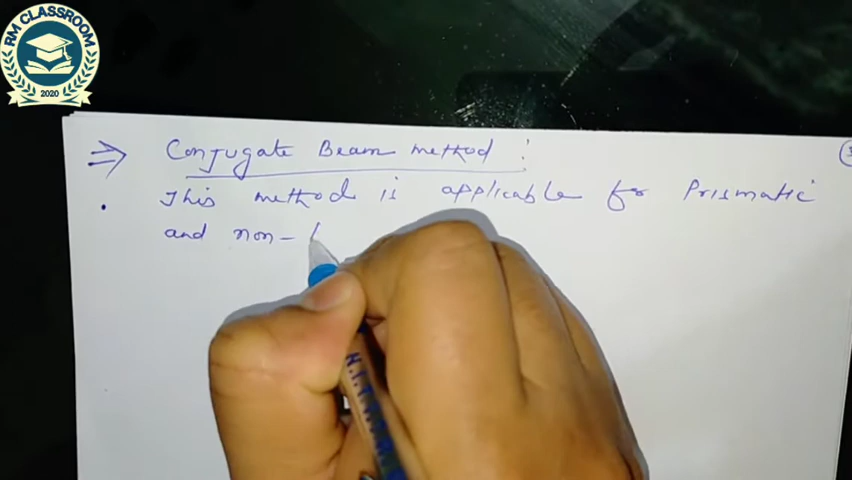 RM CLASSROOM
2020
⇒ Conjugate Beam method :
• This method is applicable for Prismatic
and non-